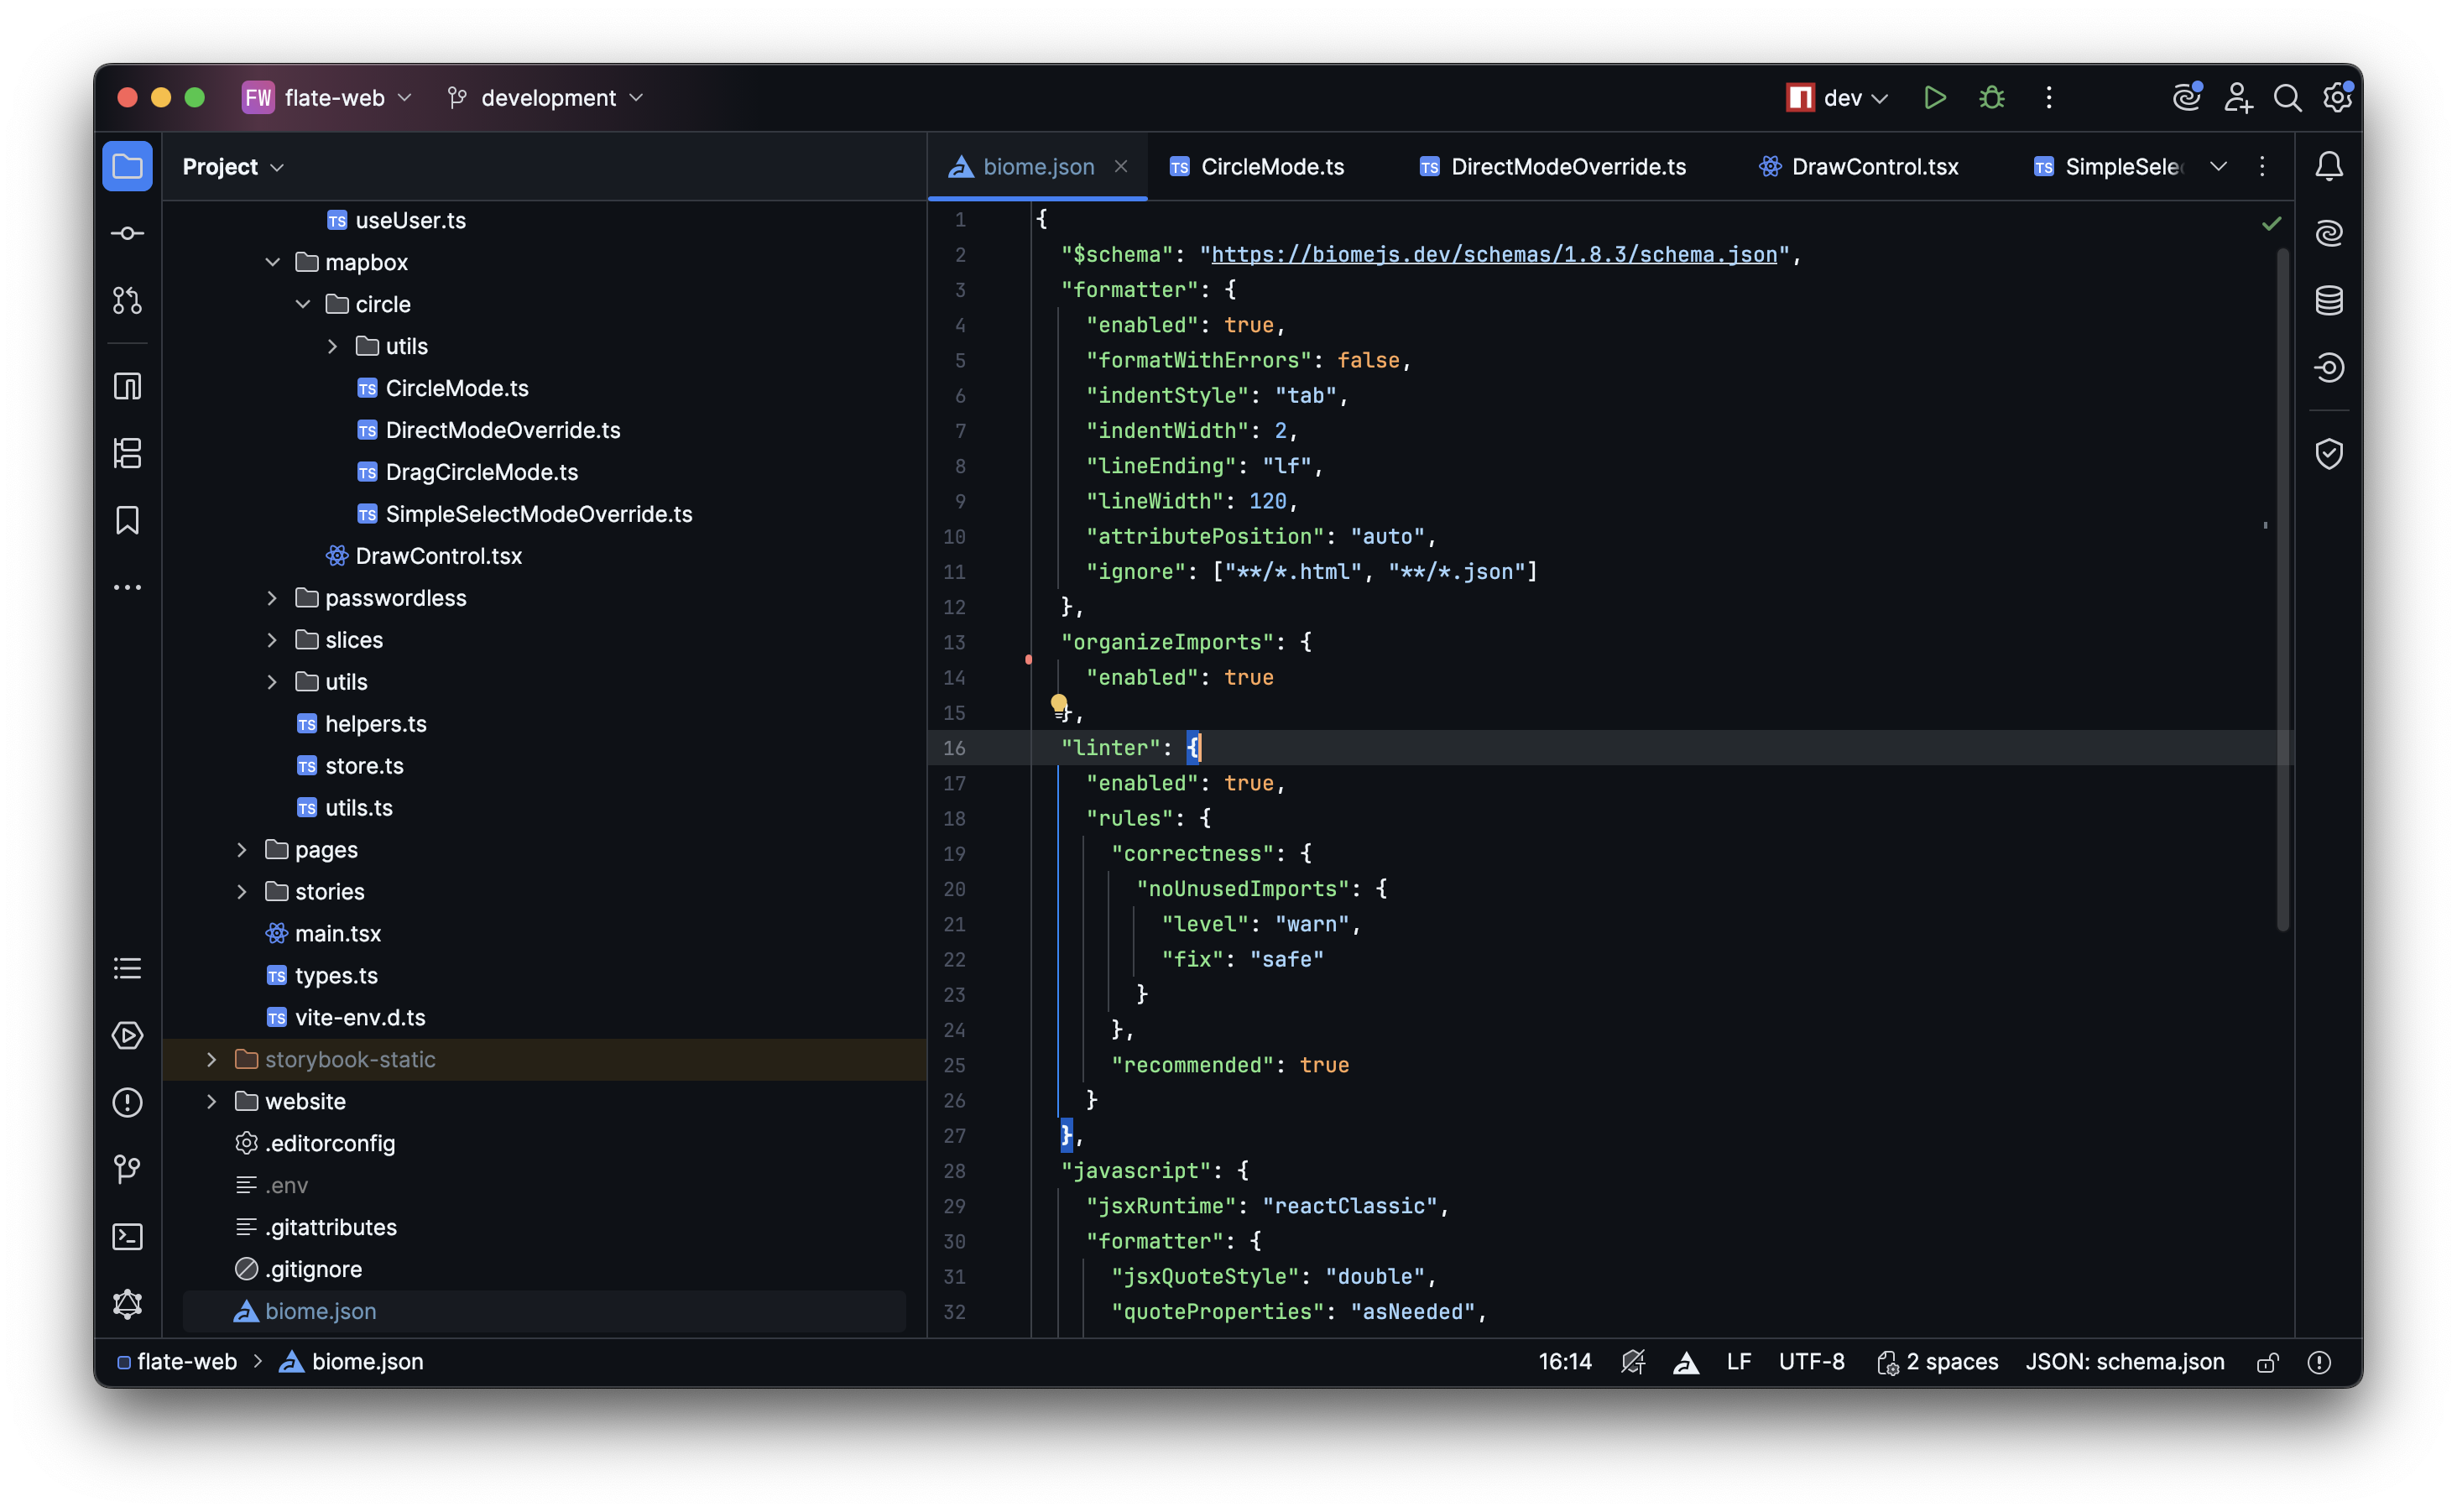 FW flate-web development dev
Project
biome.json CircleMode.ts DirectModeOverride.ts DrawControl.tsx SimpleSele
useUser.ts
mapbox
circle
utils
CircleMode.ts
DirectModeOverride.ts
DragCircleMode.ts
SimpleSelectModeOverride.ts
DrawControl.tsx
passwordless
slices
utils
helpers.ts
store.ts
utils.ts
pages
stories
main.tsx
types.ts
vite-env.d.ts
storybook-static
website
.editorconfig
.env
.gitattributes
.gitignore
biome.json
1 {
2 "$schema": "https://biomejs.dev/schemas/1.8.3/schema.json",
3 "formatter": {
4 "enabled": true,
5 "formatWithErrors": false,
6 "indentStyle": "tab",
7 "indentWidth": 2,
8 "lineEnding": "lf",
9 "lineWidth": 120,
10 "attributePosition": "auto",
11 "ignore": ["**/*.html", "**/*.json"]
12 },
13 "organizeImports": {
14 "enabled": true
15 },
16 "linter": {
17 "enabled": true,
18 "rules": {
19 "correctness": {
20 "noUnusedImports": {
21 "level": "warn",
22 "fix": "safe"
23 }
24 },
25 "recommended": true
26 }
27 },
28 "javascript": {
29 "jsxRuntime": "reactClassic",
30 "formatter": {
31 "jsxQuoteStyle": "double",
32 "quoteProperties": "asNeeded",
flate-web > biome.json 16:14 LF UTF-8 2 spaces JSON: schema.json